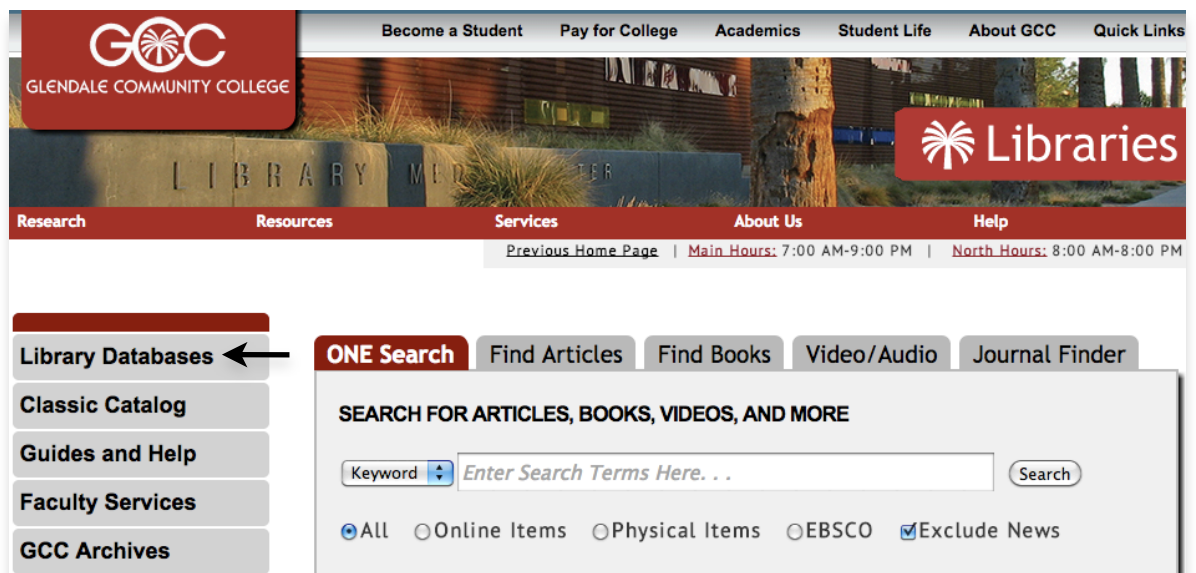 Become a Student Pay for College Academics Student Life About GCC Quick Links
GCC
GLENDALE COMMUNITY COLLEGE
Libraries
LIBRARY MEDIA CENTER
Research Resources Services About Us Help
Previous Home Page | Main Hours: 7:00 AM-9:00 PM | North Hours: 8:00 AM-8:00 PM
Library Databases
Classic Catalog
Guides and Help
Faculty Services
GCC Archives
ONE Search Find Articles Find Books Video/Audio Journal Finder
SEARCH FOR ARTICLES, BOOKS, VIDEOS, AND MORE
Keyword Enter Search Terms Here. . . Search
All Online Items Physical Items EBSCO Exclude News